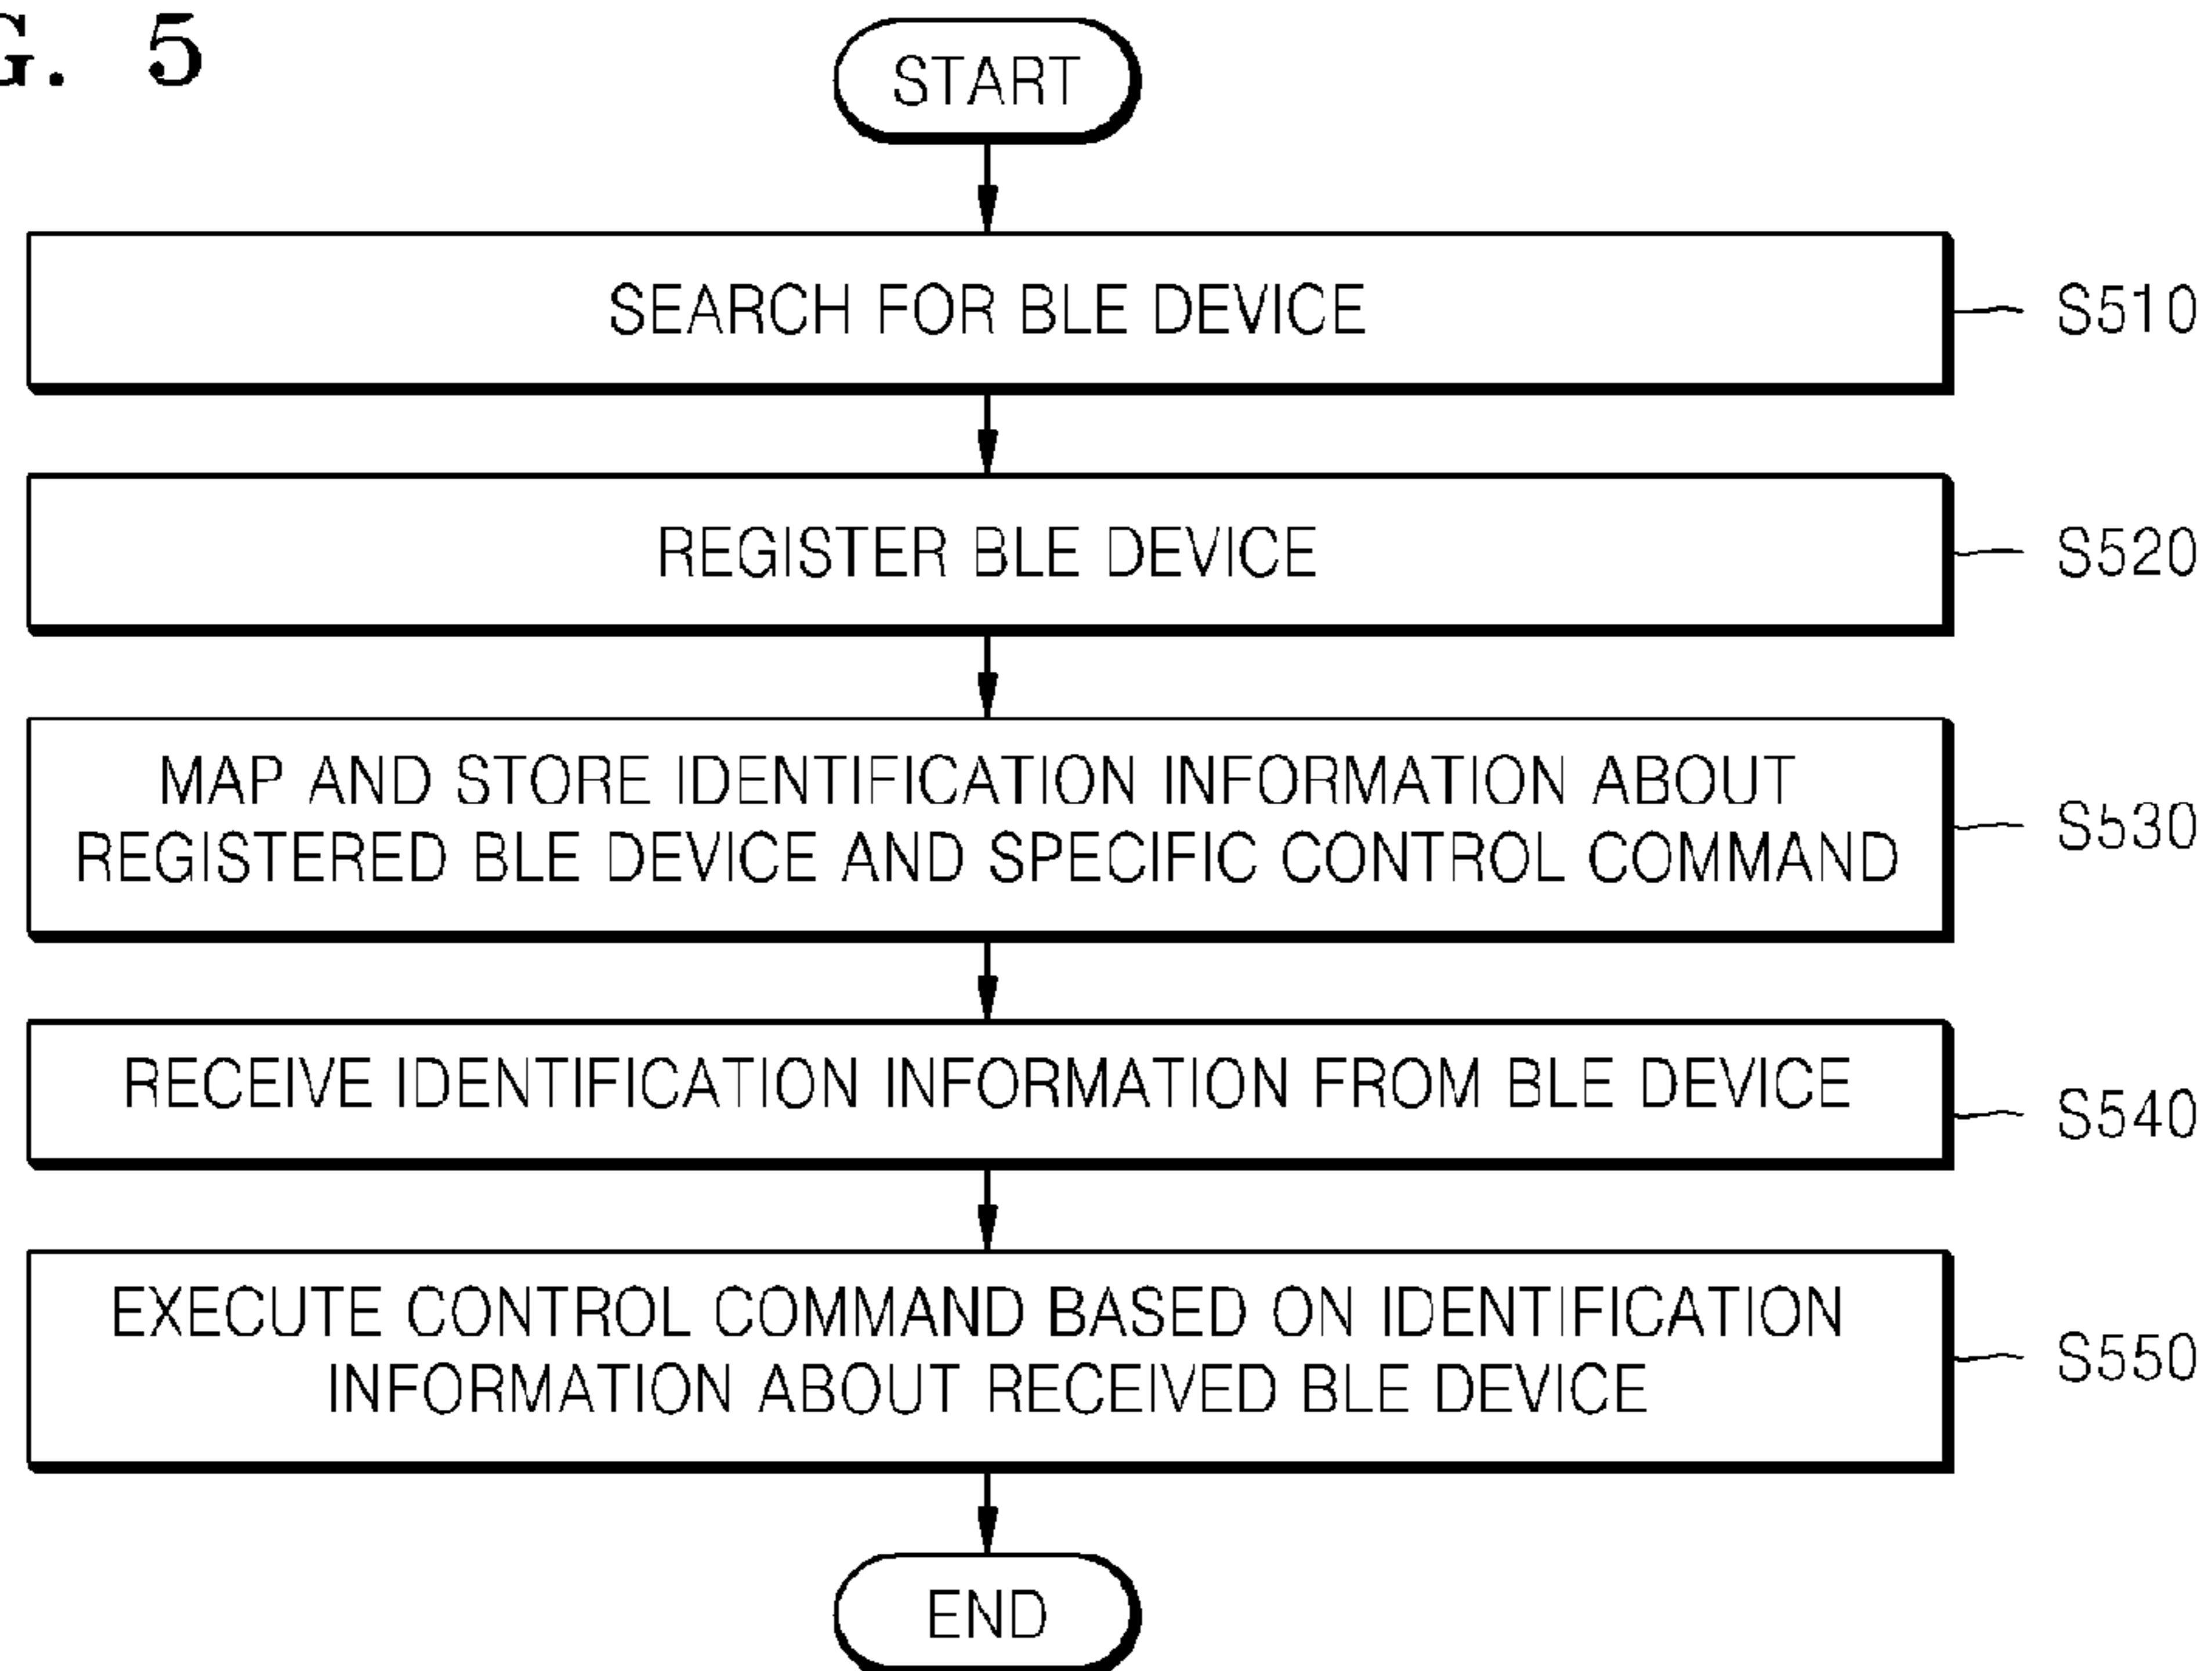 G. 5
START
SEARCH FOR BLE DEVICE
S510
REGISTER BLE DEVICE
S520
MAP AND STORE IDENTIFICATION INFORMATION ABOUT
REGISTERED BLE DEVICE AND SPECIFIC CONTROL COMMAND
S530
RECEIVE IDENTIFICATION INFORMATION FROM BLE DEVICE
S540
EXECUTE CONTROL COMMAND BASED ON IDENTIFICATION
INFORMATION ABOUT RECEIVED BLE DEVICE
S550
END